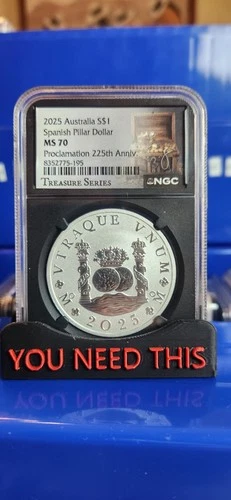 2025 Australia S$1
Spanish Pillar Dollar
MS 70
Proclamation 225th Anniv
8352775-195
TREASURE SERIES
NGC
VTRAQUE VNUM
M 2025 M
YOU NEED THIS